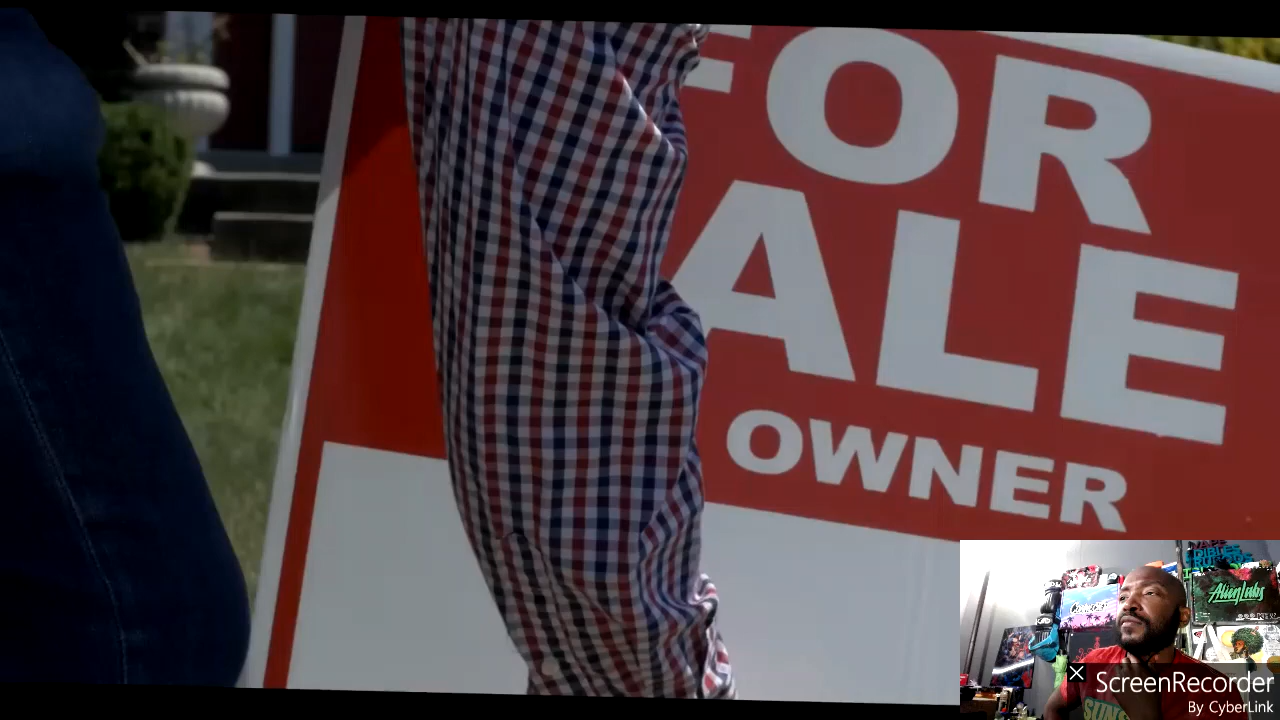 FOR
ALE
OWNER
Alien Labs
ScreenRecorder
By CyberLink